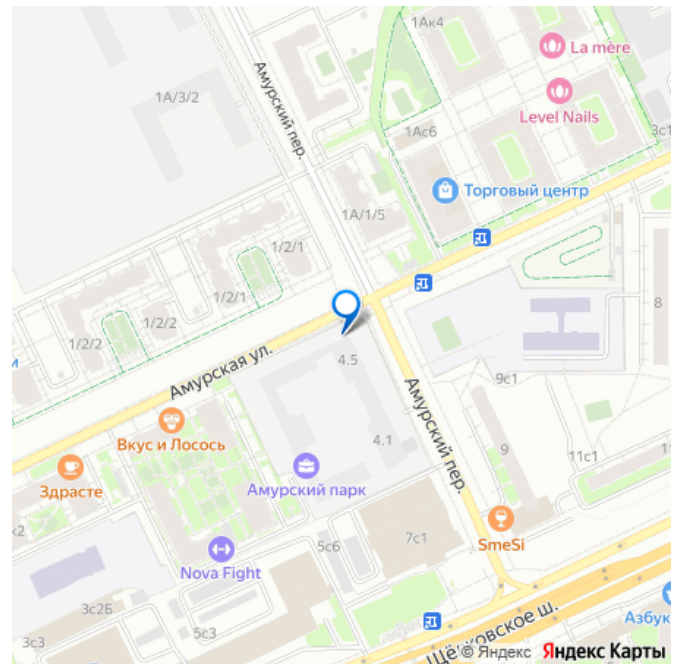 1Ак4
La mere
Амурский пер.
1А/3/2
Level Nails
1Ас6
3с1
Торговый центр
1А/1/5
1/2/1
1/2/1
1/2/2
1/2/2
8
и
Амурская ул.
4.5
Амурский пер.
9с1
Вкус и Лосось
4.1
9
11с1
11
Здрасте
Амурский парк
к2
SmeSi
7с1
5с6
Nova Fight
3с2Б
5с3
3с3
Щёлковское ш.
Азбук
© Яндекс Яндекс Карты